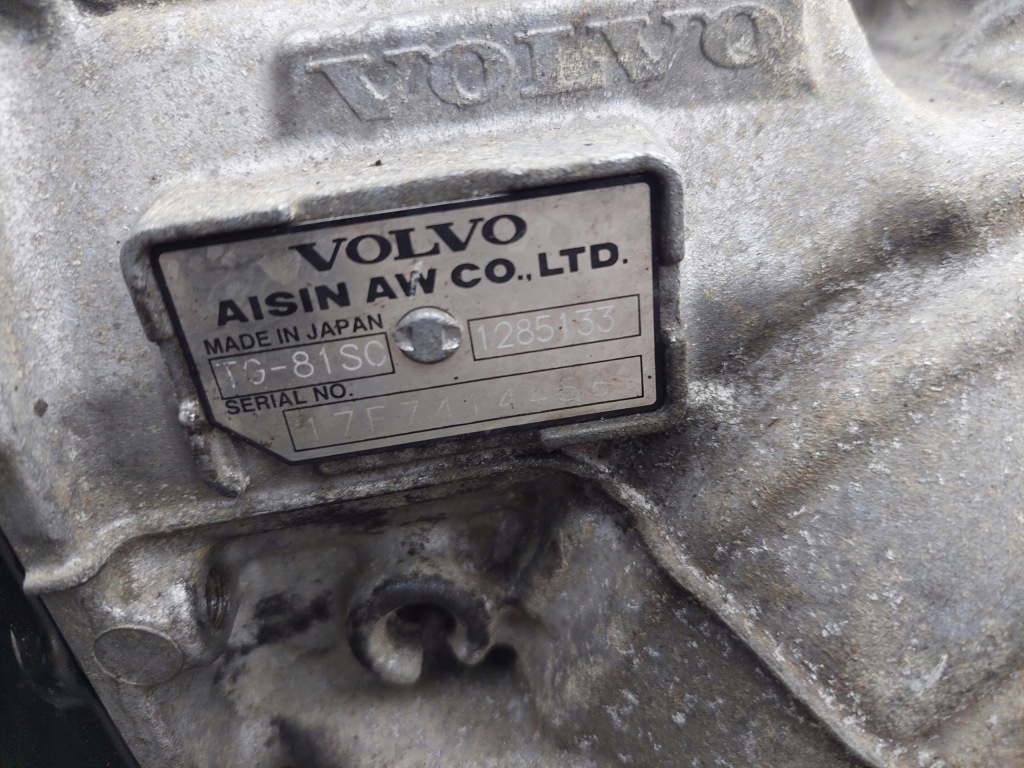 VOLVO
VOLVO
AISIN AW CO., LTD.
MADE IN JAPAN
TG-81SC 1285133
SERIAL NO.